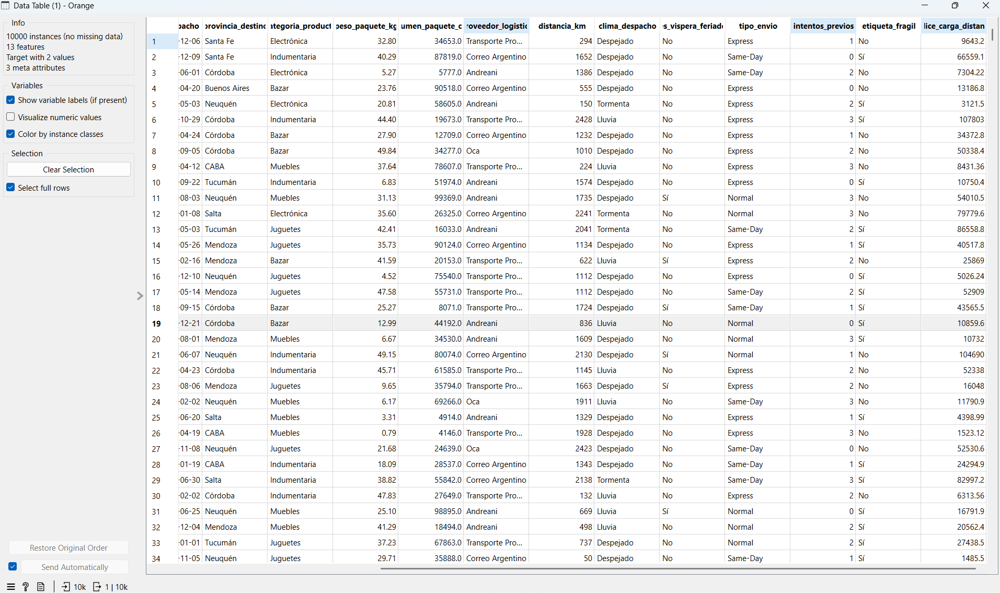 Data Table (1) - Orange
Info
10000 instances (no missing data)
13 features
Target with 2 values
3 meta attributes
Variables
Show variable labels (if present)
Visualize numeric values
Color by instance classes
Selection
Clear Selection
Select full rows
Restore Original Order
Send Automatically
10k 1 | 10k
pacho provincia_destino ategoria_product peso_paquete_kg umen_paquete_c roveedor_logistic distancia_km clima_despacho es_vispera_feriado tipo_envio intentos_previos etiqueta_fragil lice_carga_distan
1 -12-06 Santa Fe Electrónica 32.80 34653.0 Transporte Pro... 294 Despejado No Express 1 No 9643.2
2 -12-09 Santa Fe Indumentaria 40.29 87819.0 Correo Argentino 1652 Despejado No Same-Day 0 Sí 66559.1
3 -06-01 Córdoba Electrónica 5.27 5777.0 Andreani 1386 Despejado No Same-Day 2 No 7304.22
4 -04-20 Buenos Aires Bazar 23.76 90518.0 Correo Argentino 555 Despejado No Express 0 No 13186.8
5 -05-03 Neuquén Electrónica 20.81 58605.0 Andreani 150 Tormenta No Express 2 Sí 3121.5
6 -10-29 Córdoba Indumentaria 44.40 19673.0 Transporte Pro... 2428 Lluvia No Express 3 Sí 107803
7 -04-24 Córdoba Bazar 27.90 12709.0 Correo Argentino 1232 Despejado No Express 1 No 34372.8
8 -09-05 Córdoba Bazar 49.84 34277.0 Oca 1010 Despejado No Express 2 No 50338.4
9 -04-12 CABA Muebles 37.64 78607.0 Transporte Pro... 224 Lluvia No Express 3 No 8431.36
10 -09-22 Tucumán Indumentaria 6.83 51974.0 Andreani 1574 Despejado No Express 0 Sí 10750.4
11 -08-03 Neuquén Muebles 31.13 99369.0 Andreani 1735 Despejado Sí Normal 3 No 54010.5
12 -01-08 Salta Electrónica 35.60 26325.0 Correo Argentino 2241 Tormenta No Normal 3 No 79779.6
13 -05-03 Tucumán Juguetes 42.41 16033.0 Andreani 2041 Tormenta No Same-Day 2 Sí 86558.8
14 -05-26 Mendoza Juguetes 35.73 90124.0 Correo Argentino 1134 Despejado No Express 1 Sí 40517.8
15 -02-16 Mendoza Bazar 41.59 20153.0 Transporte Pro... 622 Lluvia Sí Express 2 No 25869
16 -12-10 Neuquén Juguetes 4.52 75540.0 Transporte Pro... 1112 Despejado No Express 0 Sí 5026.24
17 -05-14 Mendoza Juguetes 47.58 55731.0 Transporte Pro... 1112 Despejado No Same-Day 2 Sí 52909
18 -09-15 Córdoba Bazar 25.27 8071.0 Transporte Pro... 1724 Despejado Sí Same-Day 1 Sí 43565.5
19 -12-21 Córdoba Bazar 12.99 44192.0 Andreani 836 Lluvia No Normal 0 Sí 10859.6
20 -08-01 Mendoza Muebles 6.67 34530.0 Andreani 1609 Despejado No Normal 3 Sí 10732
21 -06-07 Neuquén Indumentaria 49.15 80074.0 Correo Argentino 2130 Despejado Sí Normal 1 No 104690
22 -04-23 Córdoba Indumentaria 45.71 61585.0 Transporte Pro... 1145 Lluvia No Express 2 No 52338
23 -08-06 Mendoza Juguetes 9.65 35794.0 Transporte Pro... 1663 Despejado Sí Express 2 No 16048
24 -02-02 Neuquén Muebles 6.17 69266.0 Oca 1911 Lluvia No Same-Day 3 No 11790.9
25 -06-20 Salta Muebles 3.31 4914.0 Andreani 1329 Despejado No Express 1 Sí 4398.99
26 -04-19 CABA Muebles 0.79 4146.0 Transporte Pro... 1928 Despejado No Express 3 No 1523.12
27 -11-08 Neuquén Juguetes 21.68 24639.0 Oca 2423 Despejado No Same-Day 0 No 52530.6
28 -01-19 CABA Indumentaria 18.09 28537.0 Correo Argentino 1343 Despejado No Same-Day 1 Sí 24294.9
29 -06-30 Salta Indumentaria 38.82 55842.0 Correo Argentino 2138 Tormenta No Same-Day 3 Sí 82997.2
30 -02-02 Córdoba Indumentaria 47.83 27649.0 Transporte Pro... 132 Lluvia No Express 2 No 6313.56
31 -06-25 Neuquén Muebles 25.10 98895.0 Andreani 669 Lluvia Sí Normal 0 Sí 16791.9
32 -12-04 Mendoza Muebles 41.29 18494.0 Andreani 498 Lluvia No Normal 2 Sí 20562.4
33 -01-01 Tucumán Juguetes 37.23 67863.0 Transporte Pro... 737 Despejado No Normal 2 Sí 27438.5
34 -11-05 Neuquén Juguetes 29.71 35888.0 Correo Argentino 50 Despejado No Same-Day 1 Sí 1485.5